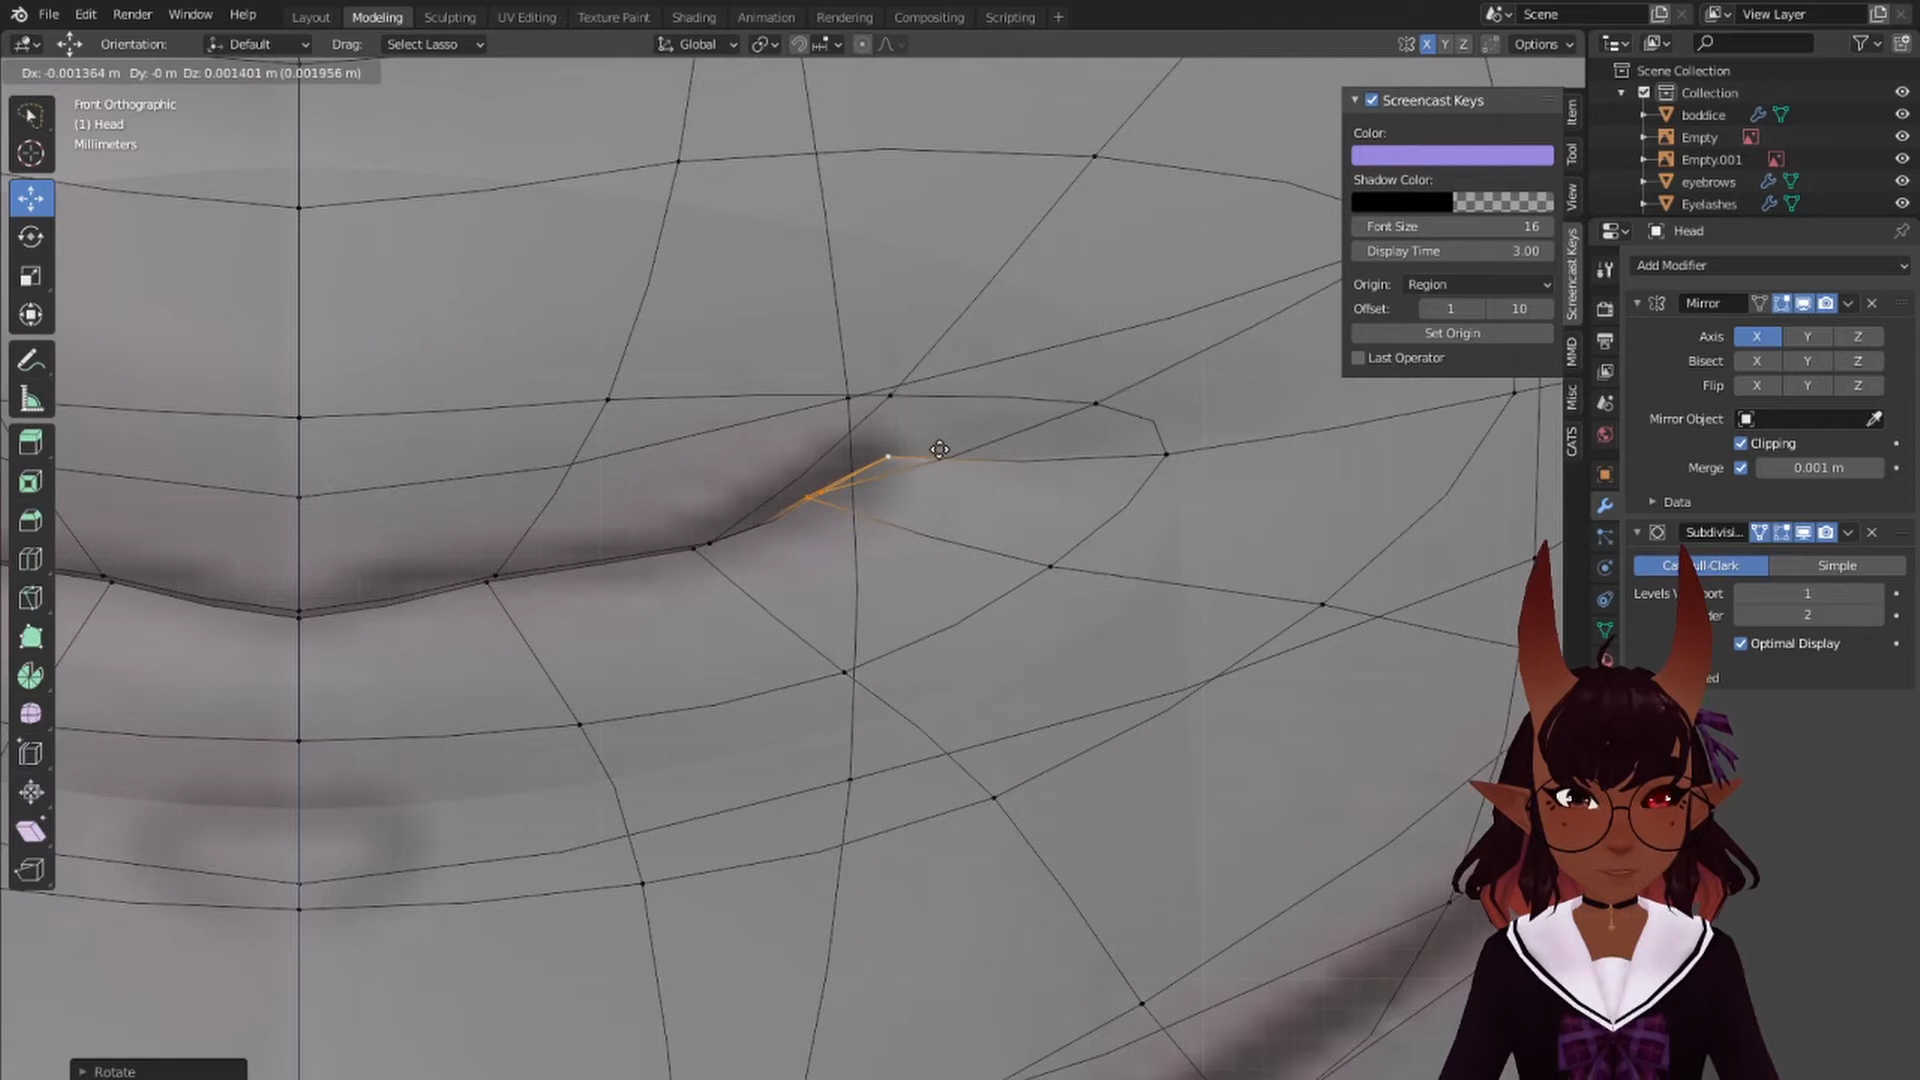 File Edit Render Window Help Layout Modeling Sculpting UV Editing Texture Paint Shading Animation Rendering Compositing Scripting + Scene View Layer
Orientation: Default Drag: Select Lasso Global X Y Z Options
Dx: -0.001364 m Dy: -0 m Dz: 0.001401 m (0.001956 m)
Front Orthographic
(1) Head
Millimeters
Screencast Keys
Color:
Shadow Color:
Font Size 16
Display Time 3.00
Origin: Region
Offset: 1 10
Set Origin
Last Operator
Item
Tool
View
Screencast Keys
MMD
Misc
CATS
Scene Collection
Collection
boddice
Empty
Empty.001
eyebrows
Eyelashes
Head
Add Modifier
Mirror
Axis X Y Z
Bisect X Y Z
Flip X Y Z
Mirror Object
Clipping
Merge 0.001 m
Data
Subdivisi...
Simple
Levels 1
2
Optimal Display
Rotate